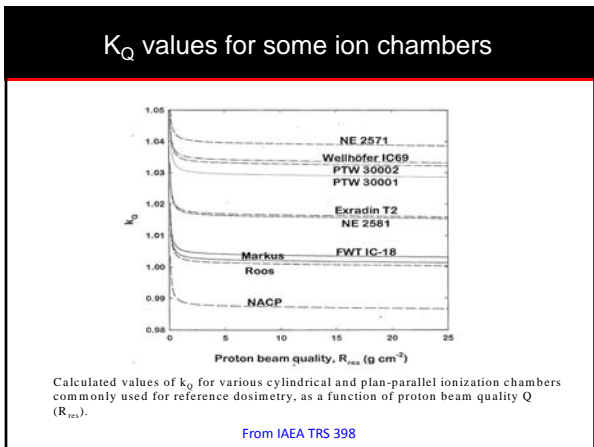 K_Q values for some ion chambers
1.05
1.04
1.03
1.02
1.01
1.00
0.99
0.98
k_Q
NE 2571
Wellhöfer IC69
PTW 30002
PTW 30001
Exradin T2
NE 2581
FWT IC-18
Markus
Roos
NACP
0 5 10 15 20 25
Proton beam quality, R_res (g cm^-2)
Calculated values of k_Q for various cylindrical and plan-parallel ionization chambers
commonly used for reference dosimetry, as a function of proton beam quality Q
(R_res).
From IAEA TRS 398